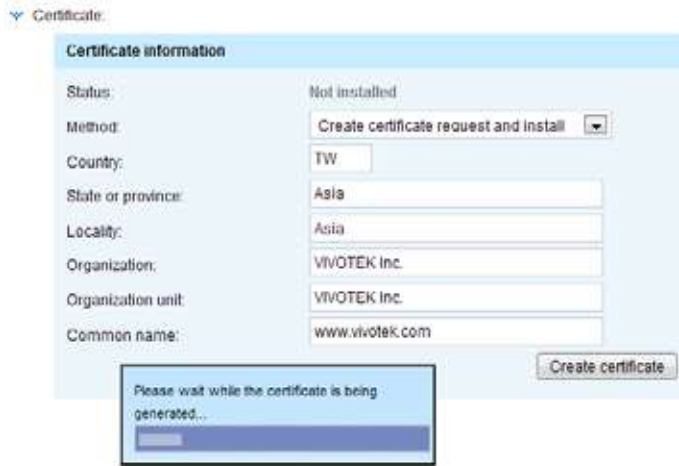 Certificate:
Certificate information
Status: Not installed
Method: Create certificate request and install
Country: TW
State or province: Asia
Locality: Asia
Organization: VIVOTEK Inc.
Organization unit: VIVOTEK Inc.
Common name: www.vivotek.com
Create certificate
Please wait while the certificate is being
generated...